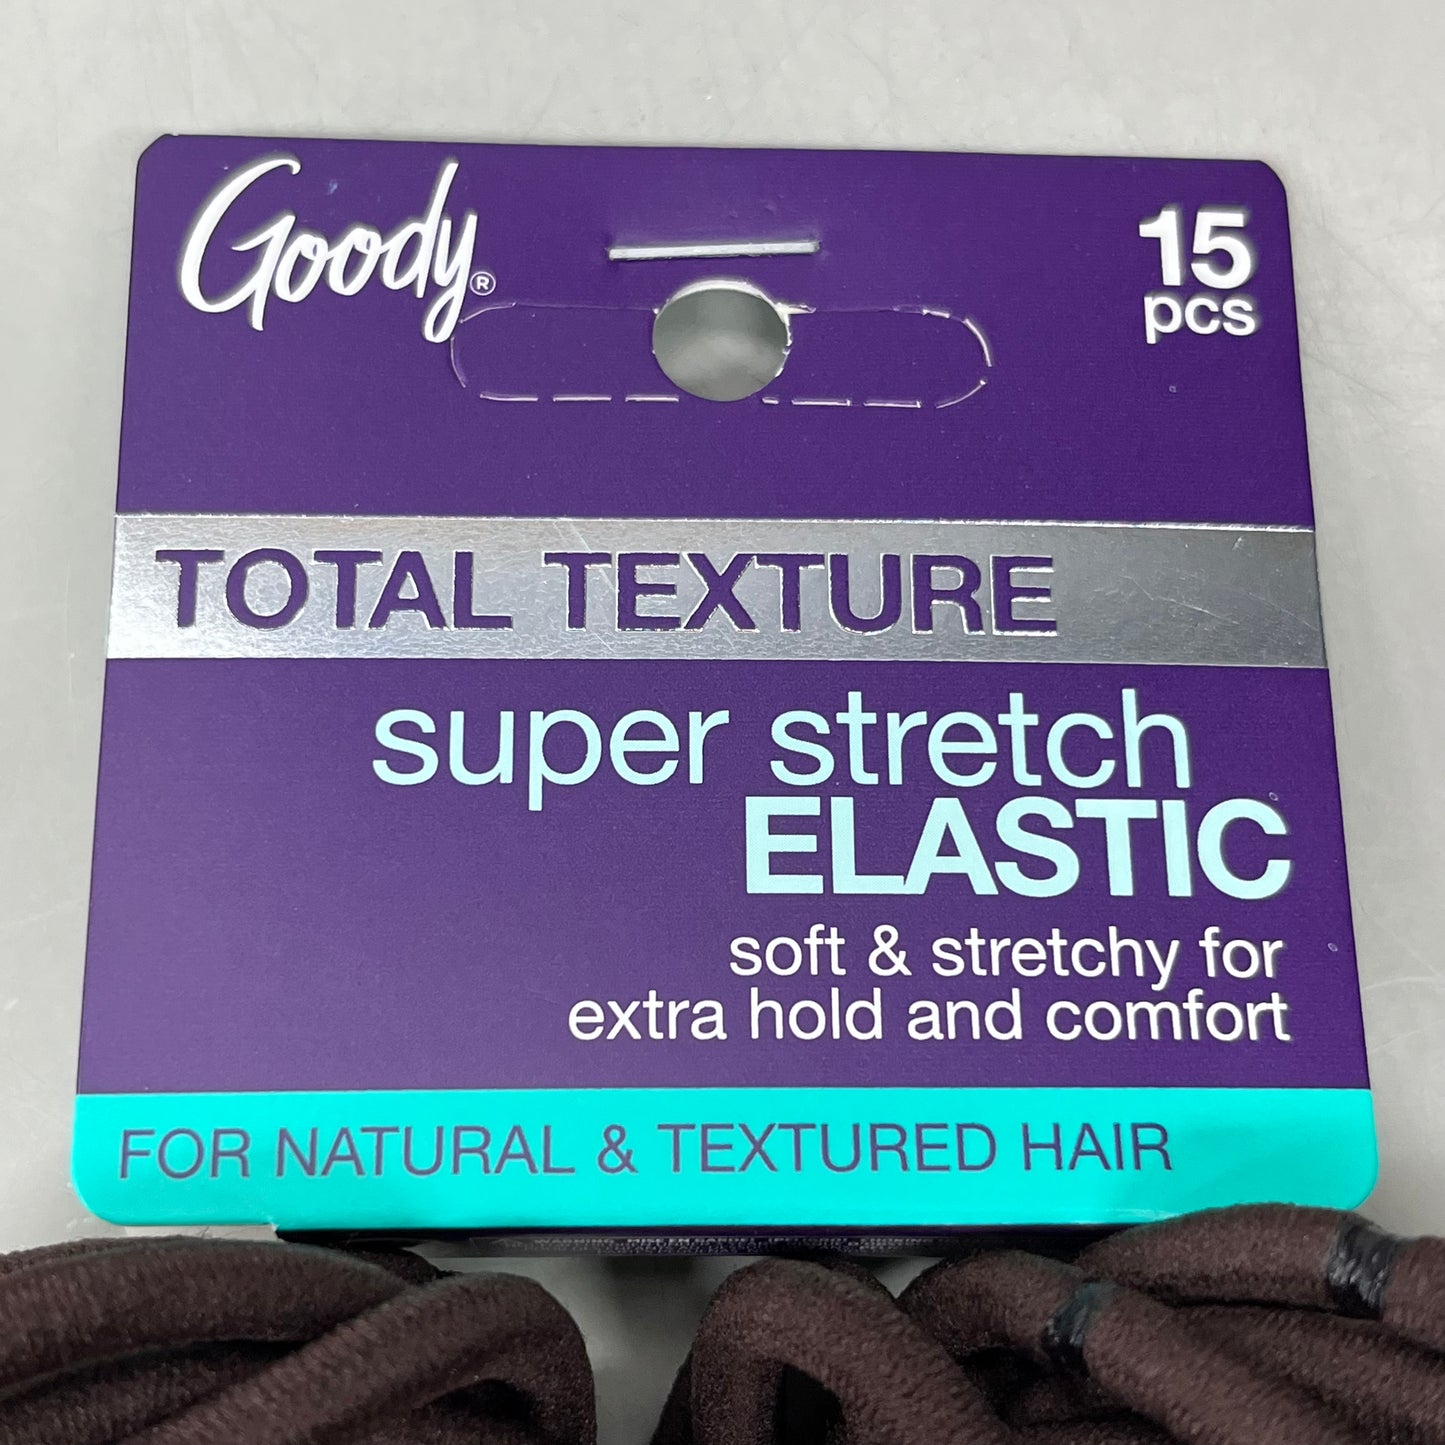 Goody®
15
pcs
TOTAL TEXTURE
super stretch
ELASTIC
soft & stretchy for
extra hold and comfort
FOR NATURAL & TEXTURED HAIR